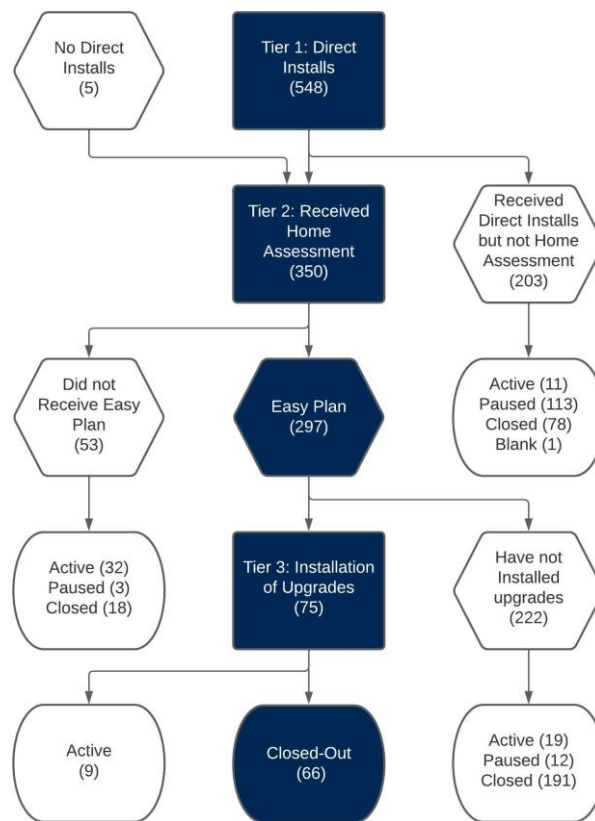 No Direct
Installs
(5)
Tier 1: Direct
Installs
(548)
Tier 2: Received
Home
Assessment
(350)
Received
Direct Installs
but not Home
Assessment
(203)
Did not
Receive Easy
Plan
(53)
Easy Plan
(297)
Active (11)
Paused (113)
Closed (78)
Blank (1)
Active (32)
Paused (3)
Closed (18)
Tier 3: Installation
of Upgrades
(75)
Have not
Installed
upgrades
(222)
Active
(9)
Closed-Out
(66)
Active (19)
Paused (12)
Closed (191)